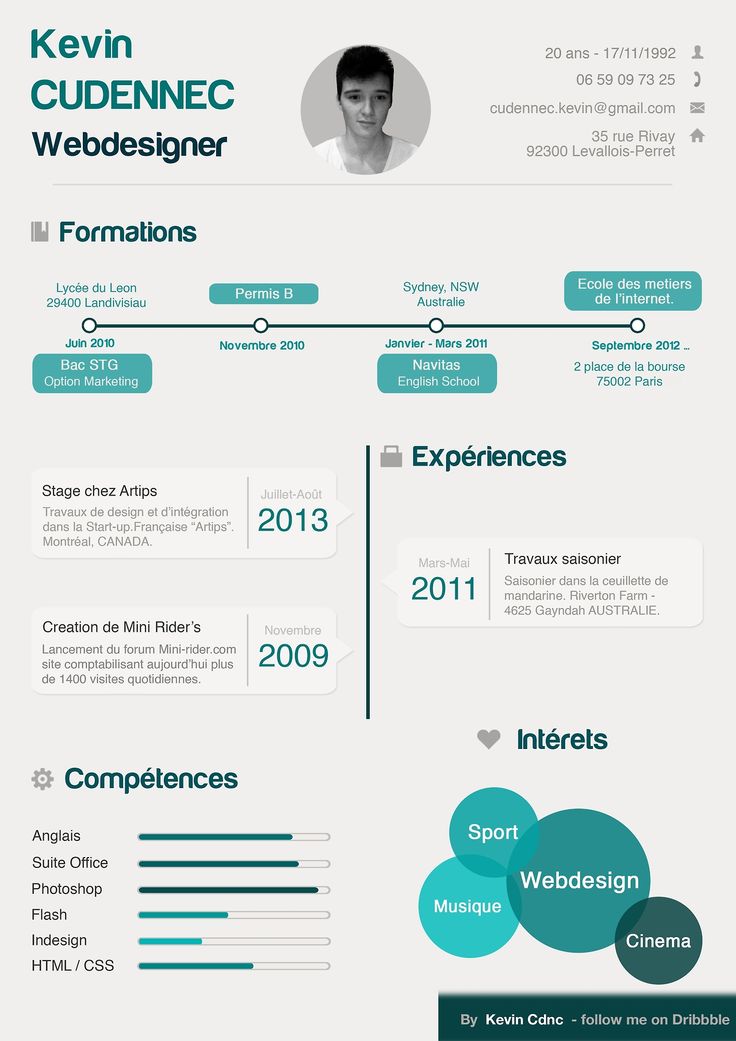 Kevin
CUDENNEC
Webdesigner
20 ans - 17/11/1992
06 59 09 73 25
cudennec.kevin@gmail.com
35 rue Rivay
92300 Levallois-Perret
Formations
Lycée du Leon
29400 Landivisiau
Juin 2010
Bac STG
Option Marketing
Permis B
Novembre 2010
Sydney, NSW
Australie
Janvier - Mars 2011
Navitas
English School
Ecole des metiers
de l'internet.
Septembre 2012 ...
2 place de la bourse
75002 Paris
Expériences
Stage chez Artips
Travaux de design et d'intégration
dans la Start-up.Française “Artips”.
Montréal, CANADA.
Juillet-Août
2013
Mars-Mai
2011
Travaux saisonier
Saisonier dans la ceuillette de
mandarine. Riverton Farm -
4625 Gayndah AUSTRALIE.
Creation de Mini Rider's
Lancement du forum Mini-rider.com
site comptabilisant aujourd'hui plus
de 1400 visites quotidiennes.
Novembre
2009
Compétences
Anglais
Suite Office
Photoshop
Flash
Indesign
HTML / CSS
Intérets
Sport
Webdesign
Musique
Cinema
By Kevin Cdnc - follow me on Dribbble